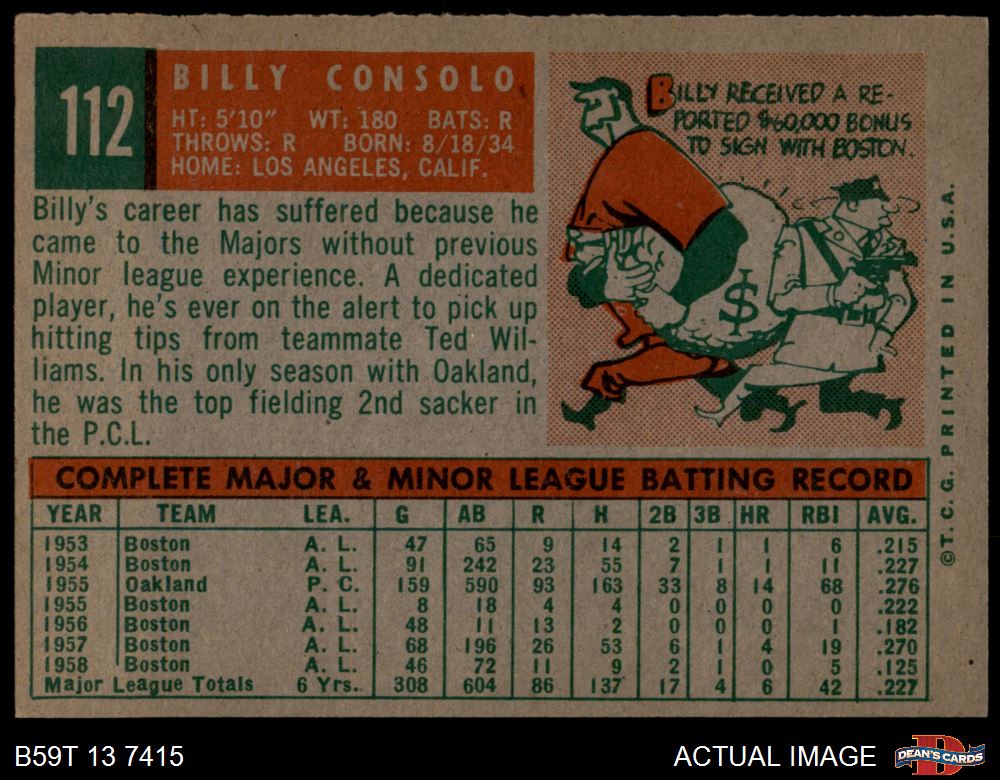 112
BILLY CONSOLO
HT: 5'10" WT: 180 BATS: R
THROWS: R BORN: 8/18/34
HOME: LOS ANGELES, CALIF.
Billy's career has suffered because he
came to the Majors without previous
Minor league experience. A dedicated
player, he's ever on the alert to pick up
hitting tips from teammate Ted Wil-
liams. In his only season with Oakland,
he was the top fielding 2nd sacker in
the P.C.L.
BILLY RECEIVED A RE-
PORTED $60,000 BONUS
TO SIGN WITH BOSTON.
$
COMPLETE MAJOR & MINOR LEAGUE BATTING RECORD
YEAR TEAM LEA. G AB R H 2B 3B HR RBI AVG.
1953 Boston A. L. 47 65 9 14 2 1 1 6 .215
1954 Boston A. L. 91 242 23 55 7 1 1 11 .227
1955 Oakland P. C. 159 590 93 163 33 8 14 68 .276
1955 Boston A. L. 8 18 4 4 0 0 0 0 .222
1956 Boston A. L. 48 11 13 2 0 0 0 1 .182
1957 Boston A. L. 68 196 26 53 6 1 4 19 .270
1958 Boston A. L. 46 72 11 9 2 1 0 5 .125
Major League Totals 6 Yrs.. 308 604 86 137 17 4 6 42 .227
©T.C.G. PRINTED IN U.S.A.
B59T 13 7415
ACTUAL IMAGE
D
DEAN'S CARDS